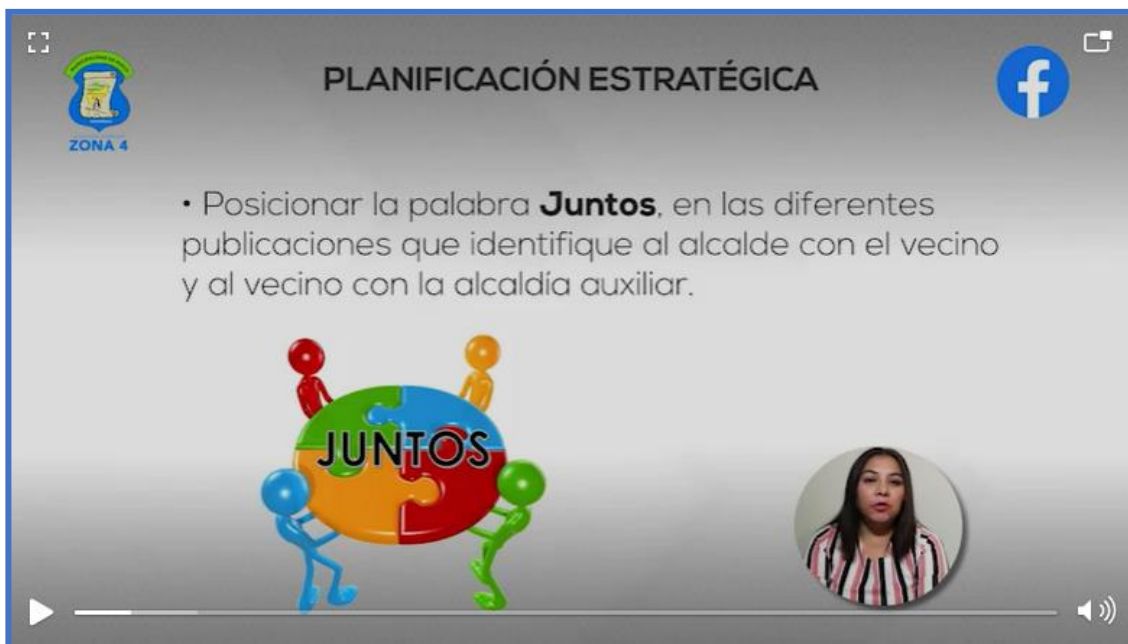 PLANIFICACIÓN ESTRATÉGICA
ZONA 4
• Posicionar la palabra Juntos, en las diferentes
publicaciones que identifique al alcalde con el vecino
y al vecino con la alcaldía auxiliar.
JUNTOS